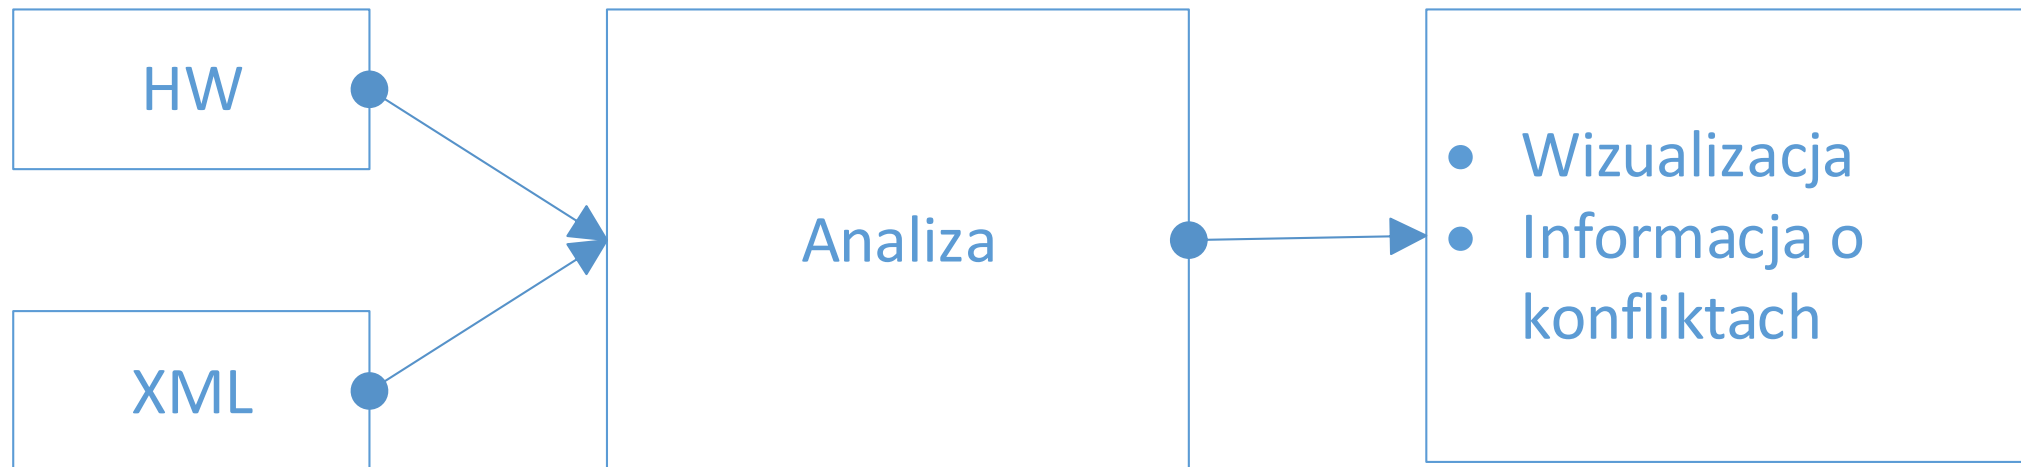 HW
XML
Analiza
• Wizualizacja
• Informacja o
konfliktach